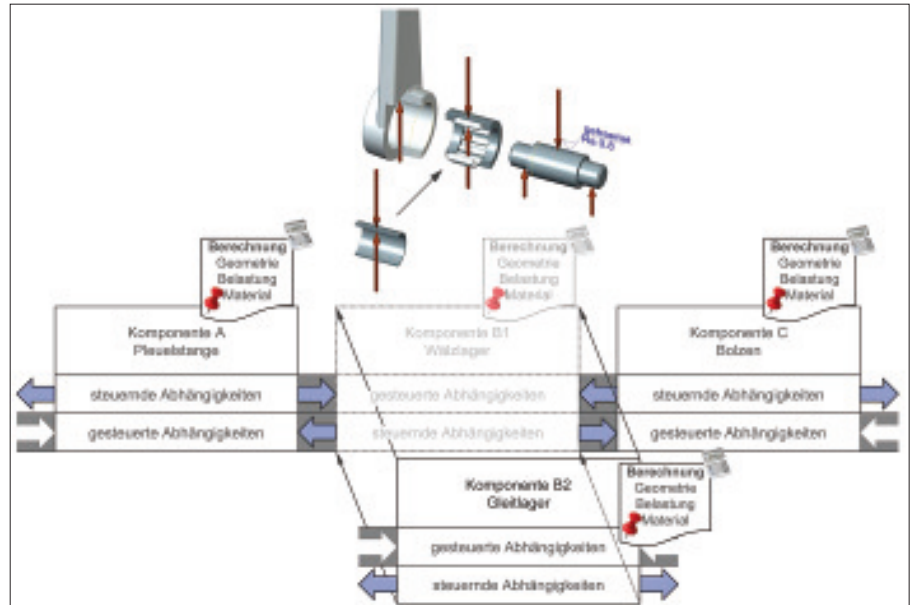 Berechnung
Geometrie
Belastung
Material
Komponente A
Pleuelstange
steuernde Abhängigkeiten
gesteuerte Abhängigkeiten
Berechnung
Geometrie
Belastung
Material
Komponente B1
Wälzlager
gesteuerte Abhängigkeiten
steuernde Abhängigkeiten
Berechnung
Geometrie
Belastung
Material
Komponente C
Bolzen
steuernde Abhängigkeiten
gesteuerte Abhängigkeiten
Berechnung
Geometrie
Belastung
Material
Komponente B2
Gleitlager
gesteuerte Abhängigkeiten
steuernde Abhängigkeiten